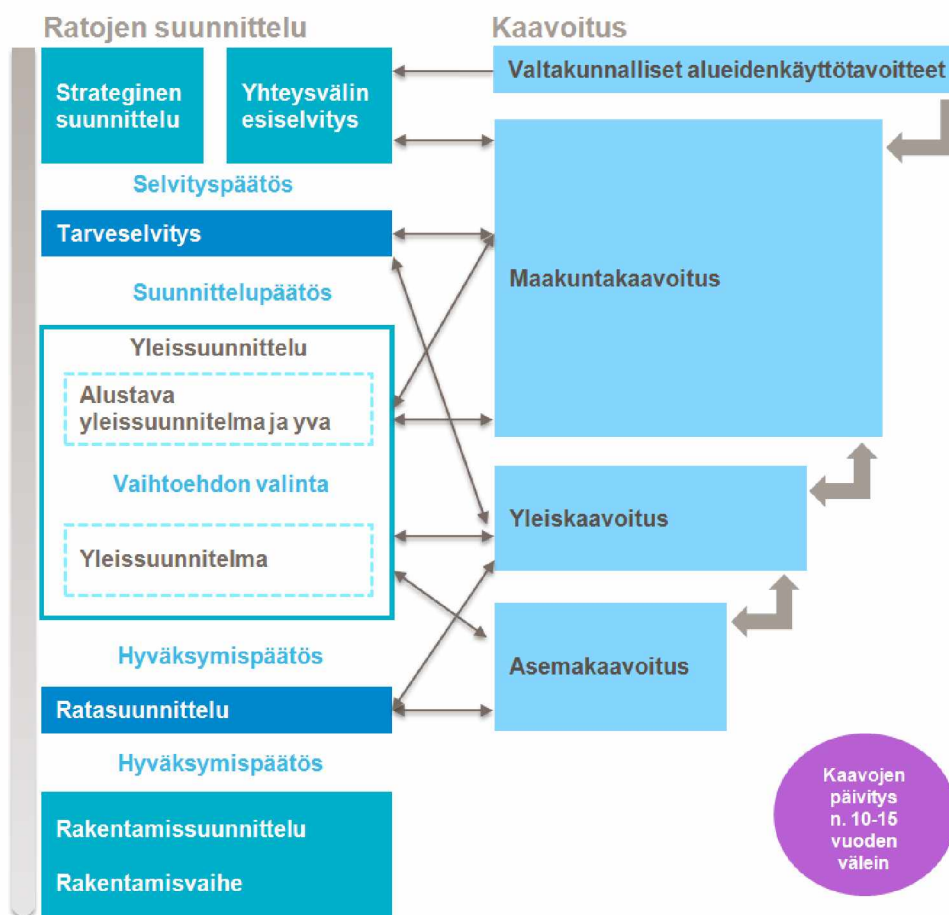 Ratojen suunnittelu
Kaavoitus
Strateginen
suunnittelu
Yhteysvälin
esiselvitys
Valtakunnalliset alueidenkäyttötavoitteet
Selvityspäätös
Tarveselvitys
Suunnittelupäätös
Maakuntakaavoitus
Yleissuunnittelu
Alustava
yleissuunnitelma ja yva
Vaihtoehdon valinta
Yleissuunnitelma
Yleiskaavoitus
Hyväksymispäätös
Asemakaavoitus
Ratasuunnittelu
Hyväksymispäätös
Rakentamissuunnittelu
Rakentamisvaihe
Kaavojen
päivitys
n. 10-15
vuoden
välein